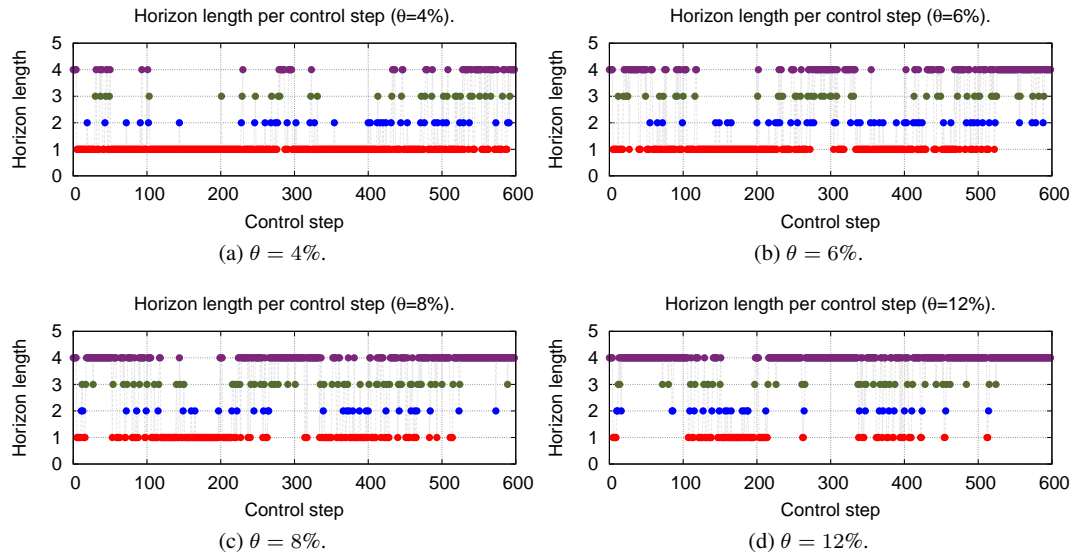 Horizon length per control step (θ=4%).
Horizon length
5
4
3
2
1
0
0 100 200 300 400 500 600
Control step
(a) θ = 4%.
Horizon length per control step (θ=6%).
Horizon length
5
4
3
2
1
0
0 100 200 300 400 500 600
Control step
(b) θ = 6%.
Horizon length per control step (θ=8%).
Horizon length
5
4
3
2
1
0
0 100 200 300 400 500 600
Control step
(c) θ = 8%.
Horizon length per control step (θ=12%).
Horizon length
5
4
3
2
1
0
0 100 200 300 400 500 600
Control step
(d) θ = 12%.